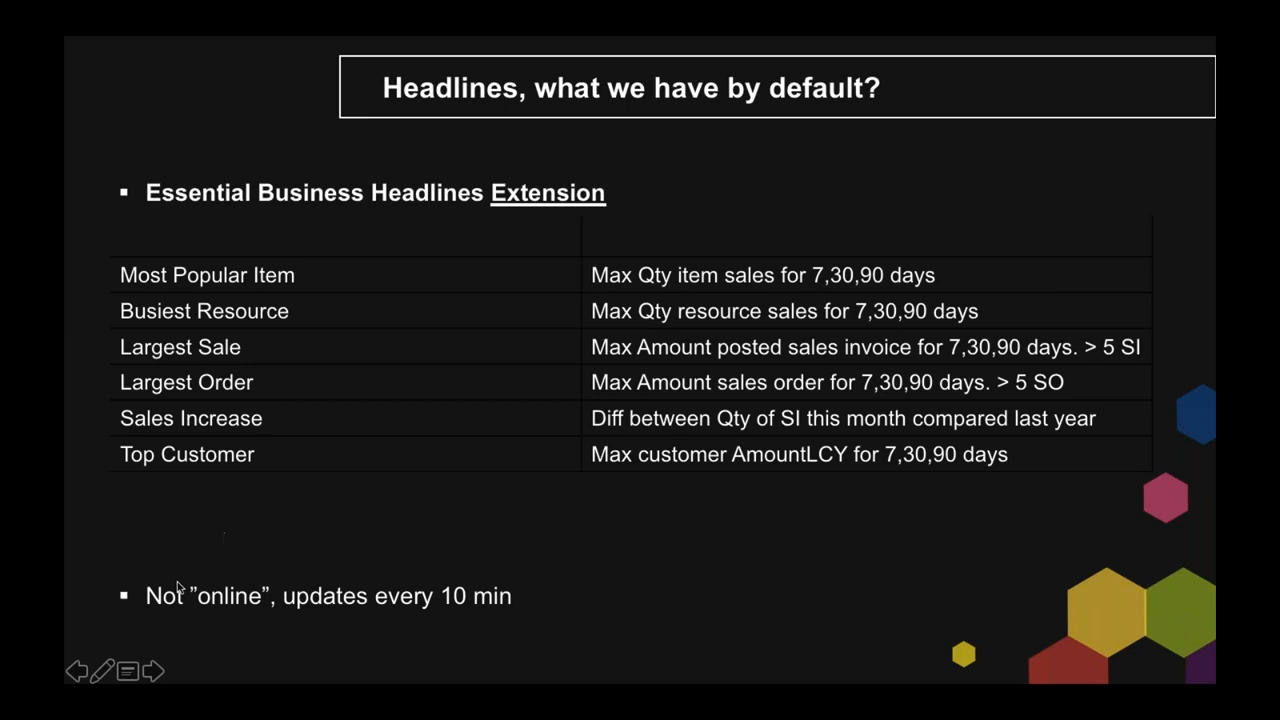 Headlines, what we have by default?
▪ Essential Business Headlines Extension
Most Popular Item Max Qty item sales for 7,30,90 days
Busiest Resource Max Qty resource sales for 7,30,90 days
Largest Sale Max Amount posted sales invoice for 7,30,90 days. > 5 SI
Largest Order Max Amount sales order for 7,30,90 days. > 5 SO
Sales Increase Diff between Qty of SI this month compared last year
Top Customer Max customer AmountLCY for 7,30,90 days
▪ Not ”online”, updates every 10 min